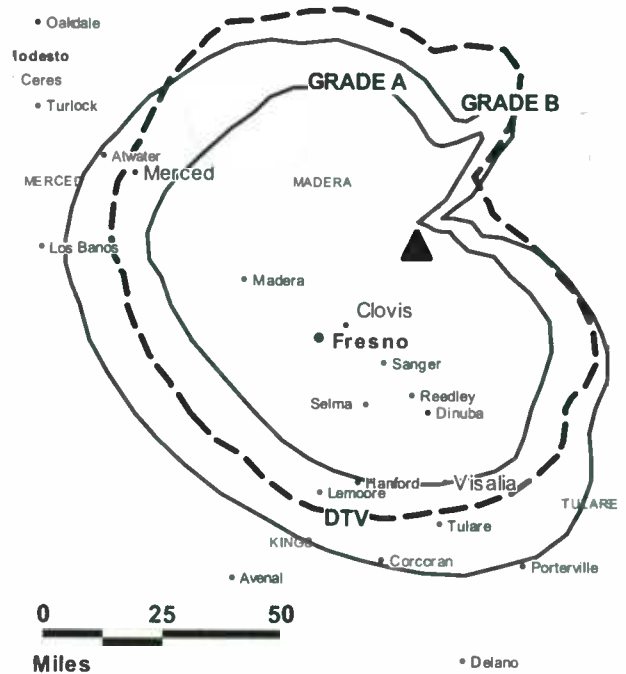 Oakdale
Modesto
Ceres
Turlock
GRADE A
GRADE B
Atwater
Merced
MERCED
MADERA
Los Banos
Madera
Clovis
Fresno
Sanger
Reedley
Selma
Dinuba
Hanford
Visalia
Lemoore
TULARE
DTV
Tulare
KINGS
Corcoran
Porterville
Avenal
0 25 50
Miles
Delano